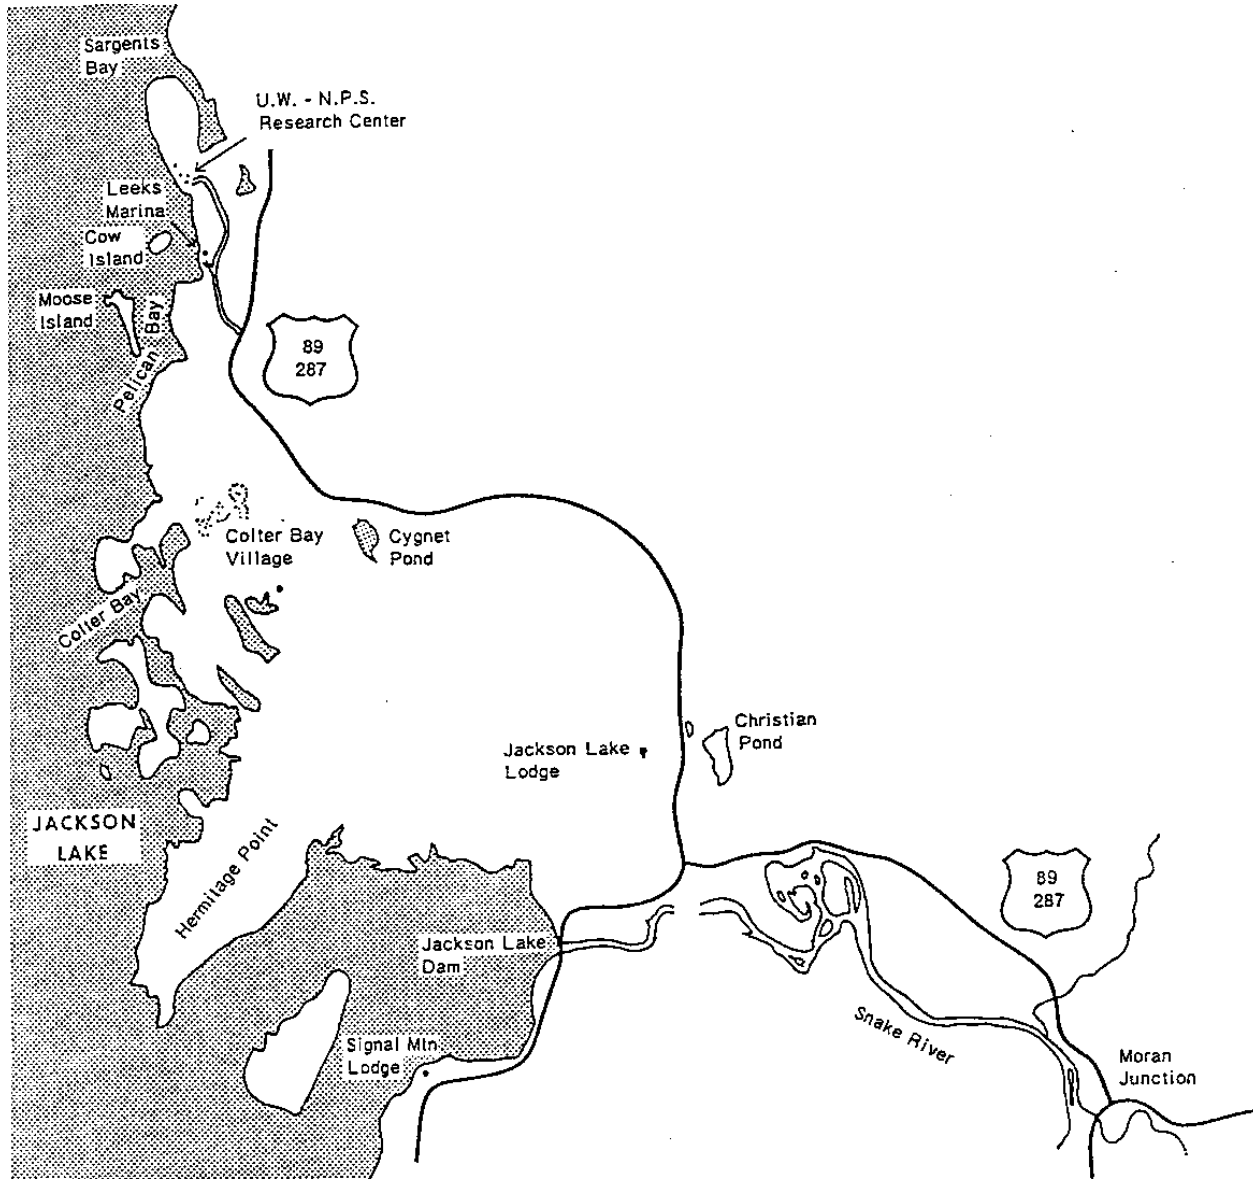 Sargents
Bay
U.W. - N.P.S.
Research Center
Leeks
Marina
Cow
Island
Moose
Island
Pelican Bay
89
287
Colter Bay
Village
Cygnet
Pond
Colter Bay
Christian
Pond
Jackson Lake
Lodge
JACKSON
LAKE
Hermitage Point
89
287
Jackson Lake
Dam
Snake River
Signal Mtn
Lodge
Moran
Junction